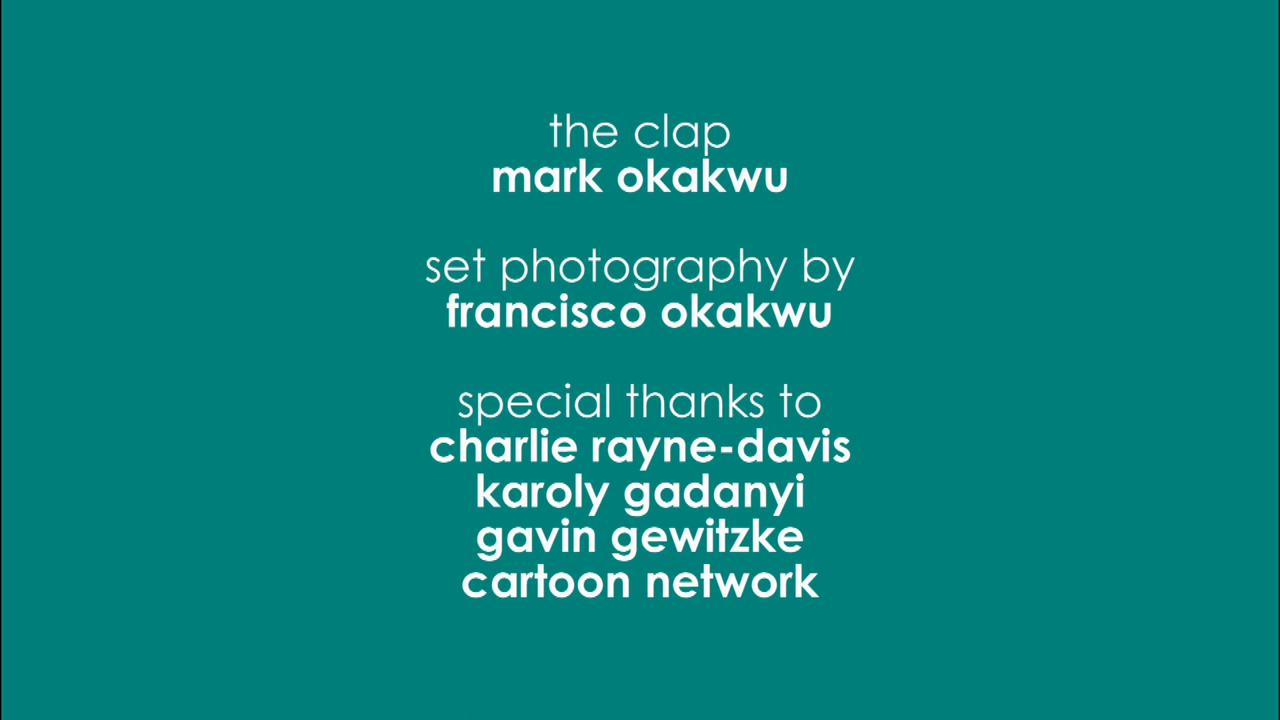 the clap
mark okakwu
set photography by
francisco okakwu
special thanks to
charlie rayne-davis
karoly gadanyi
gavin gewitzke
cartoon network